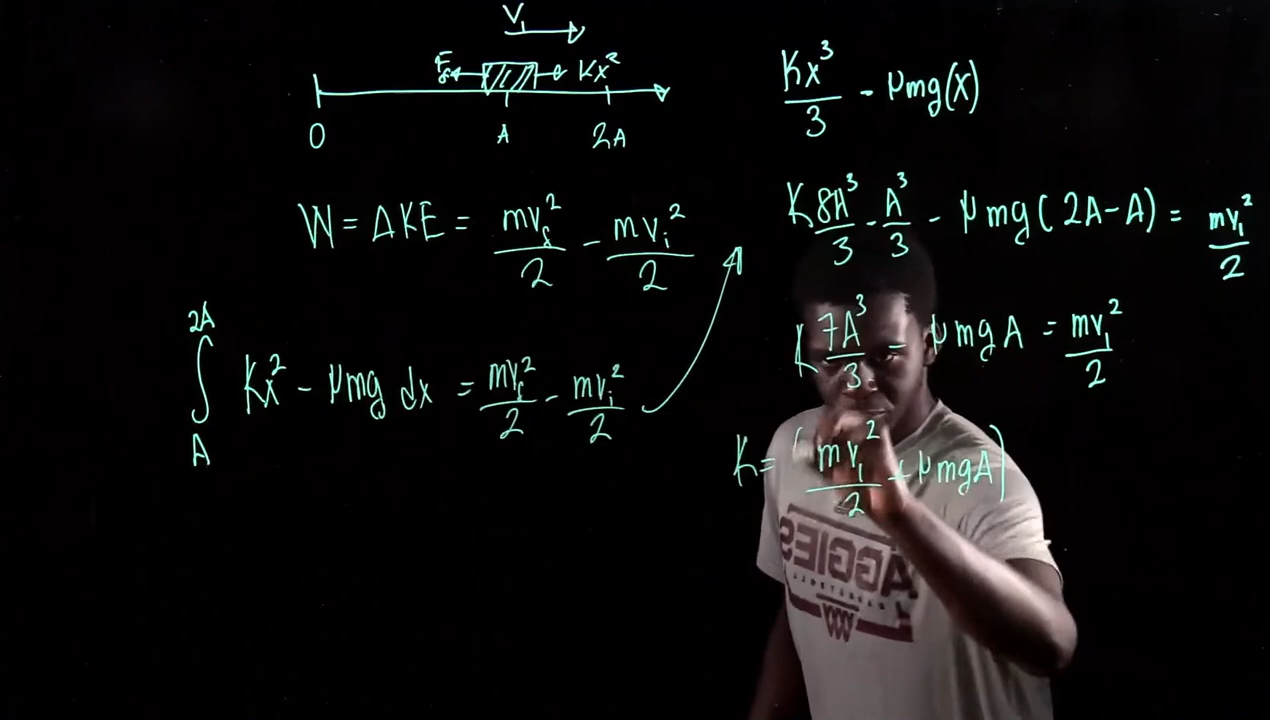 V₁
F_f Kx²
0 A 2A
W = ΔKE = mv_f²/2 - mv_i²/2
∫_A^{2A} Kx² - μmg dx = mv_f²/2 - mv_i²/2
Kx³/3 - μmg(x)
K 8A³/3 - A³/3 - μmg(2A-A) = mv₁²/2
K 7A³/3 - μmgA = mv₁²/2
K = (mv₁²/2 + μmgA)
AGGIES
BASKETBALL